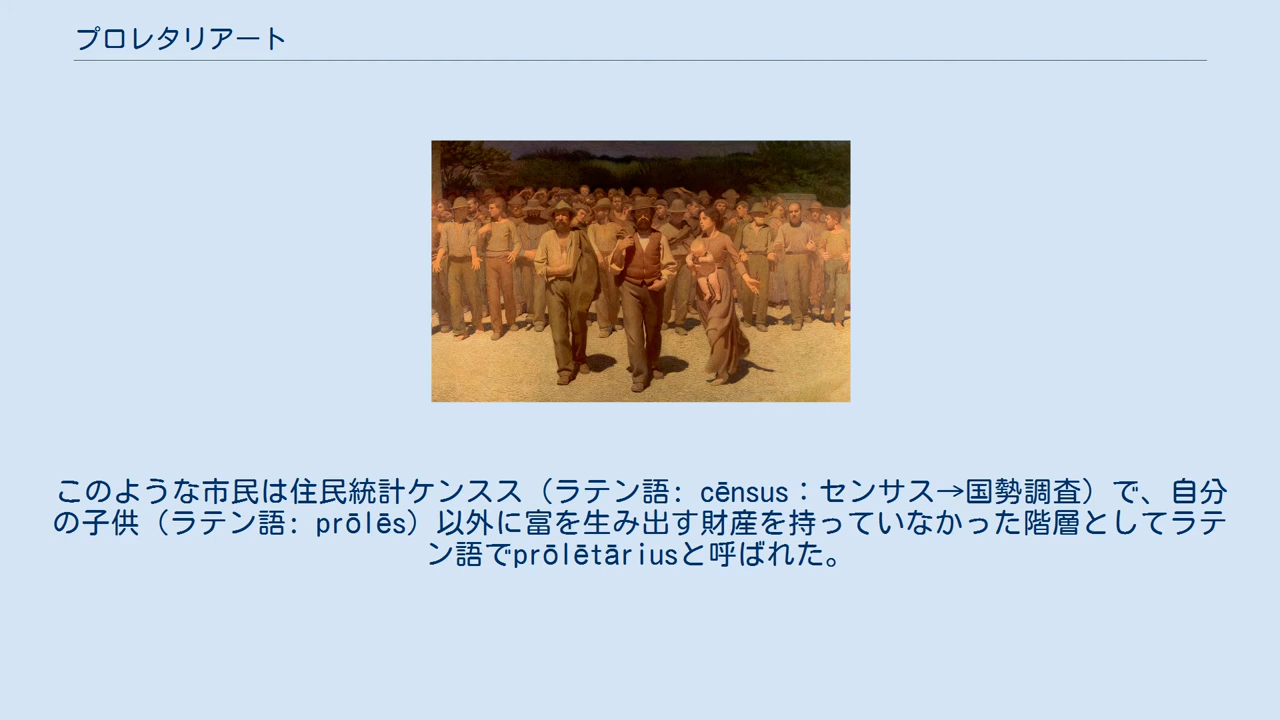 プロレタリアート
このような市民は住民統計ケンスス（ラテン語: cēnsus：センサス→国勢調査）で、自分
の子供（ラテン語: prōlēs）以外に富を生み出す財産を持っていなかった階層としてラテ
ン語でprōlētāriusと呼ばれた。